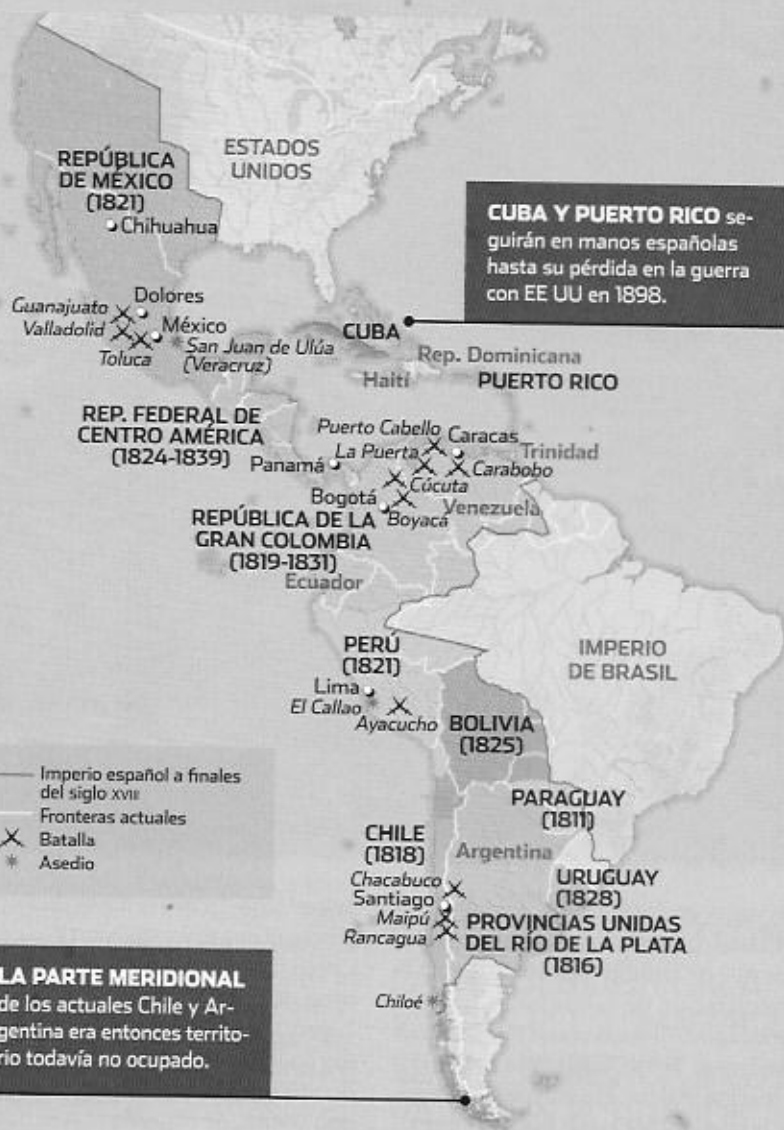 REPÚBLICA
DE MÉXICO
(1821)
Chihuahua
ESTADOS
UNIDOS
CUBA Y PUERTO RICO se-
guirán en manos españolas
hasta su pérdida en la guerra
con EE UU en 1898.
Guanajuato
Dolores
Valladolid
México
Toluca
San Juan de Ulúa
(Veracruz)
CUBA
Rep. Dominicana
Haití
PUERTO RICO
REP. FEDERAL DE
CENTRO AMÉRICA
(1824-1839)
Panamá
Puerto Cabello
Caracas
La Puerta
Trinidad
Carabobo
Cúcuta
Bogotá
Venezuela
Boyacá
REPÚBLICA DE LA
GRAN COLOMBIA
(1819-1831)
Ecuador
PERÚ
(1821)
Lima
El Callao
Ayacucho
IMPERIO
DE BRASIL
BOLIVIA
(1825)
Imperio español a finales
del siglo XVIII
Fronteras actuales
Batalla
Asedio
PARAGUAY
(1811)
CHILE
(1818)
Argentina
URUGUAY
(1828)
Chacabuco
Santiago
Maipú
Rancagua
PROVINCIAS UNIDAS
DEL RÍO DE LA PLATA
(1816)
Chiloé
LA PARTE MERIDIONAL
de los actuales Chile y Ar-
gentina era entonces territo-
rio todavía no ocupado.